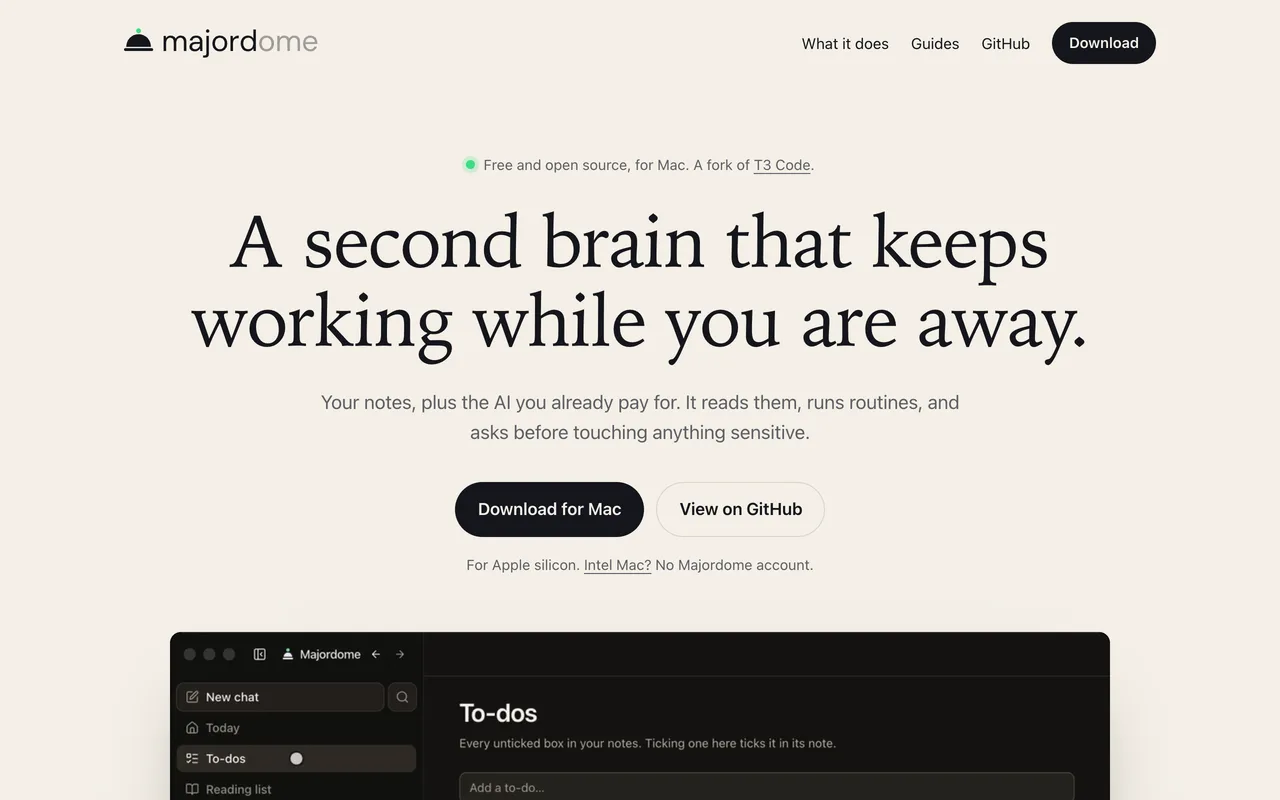 majordome
What it does
Guides
GitHub
Download
Free and open source, for Mac. A fork of T3 Code.
A second brain that keeps
working while you are away.
Your notes, plus the AI you already pay for. It reads them, runs routines, and
asks before touching anything sensitive.
Download for Mac
View on GitHub
For Apple silicon. Intel Mac? No Majordome account.
Majordome
New chat
Today
To-dos
Reading list
To-dos
Every unticked box in your notes. Ticking one here ticks it in its note.
Add a to-do...